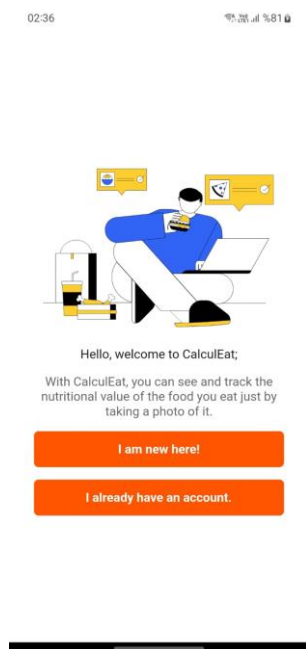 02:36
%81
Hello, welcome to CalculEat;
With CalculEat, you can see and track the
nutritional value of the food you eat just by
taking a photo of it.
I am new here!
I already have an account.